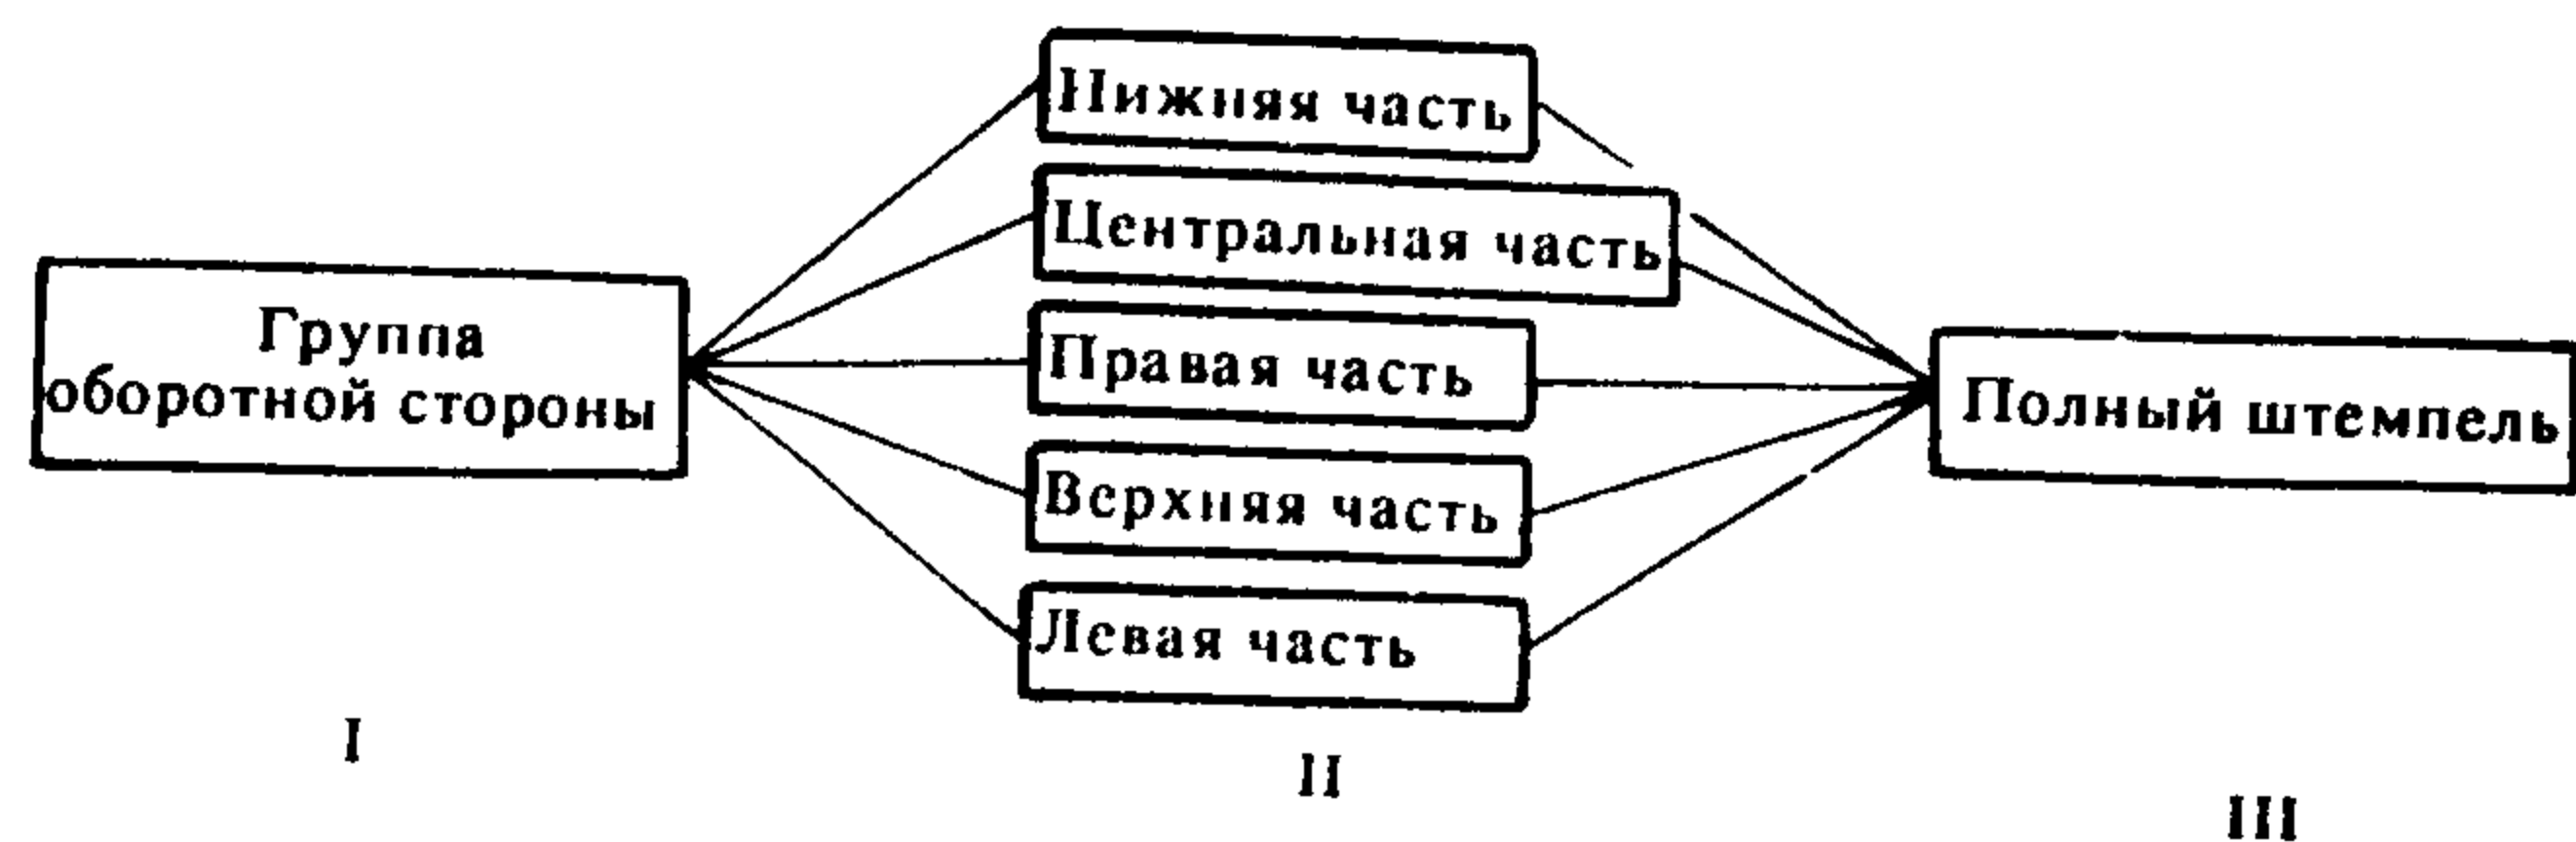 Нижняя часть
Центральная часть
Группа
оборотной стороны
Правая часть
Полный штемпель
Верхняя часть
Левая часть
I
II
III